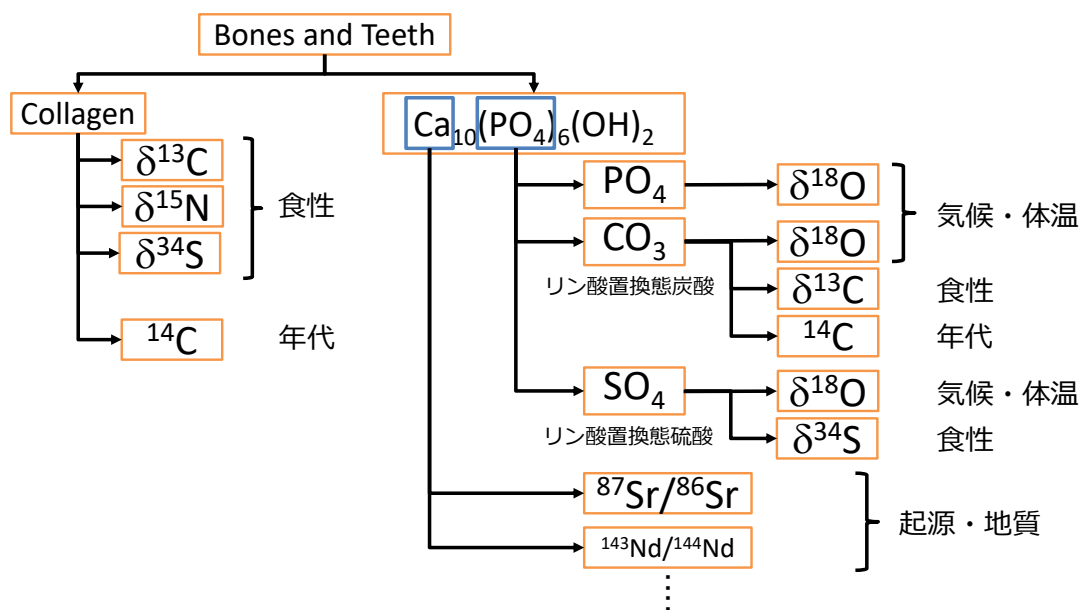 Bones and Teeth
Collagen
δ¹³C
δ¹⁵N
δ³⁴S
食性
¹⁴C
年代
Ca₁₀(PO₄)₆(OH)₂
PO₄
δ¹⁸O
CO₃
リン酸置換態炭酸
δ¹⁸O
気候・体温
δ¹³C
食性
¹⁴C
年代
SO₄
リン酸置換態硫酸
δ¹⁸O
気候・体温
δ³⁴S
食性
⁸⁷Sr/⁸⁶Sr
¹⁴³Nd/¹⁴⁴Nd
起源・地質